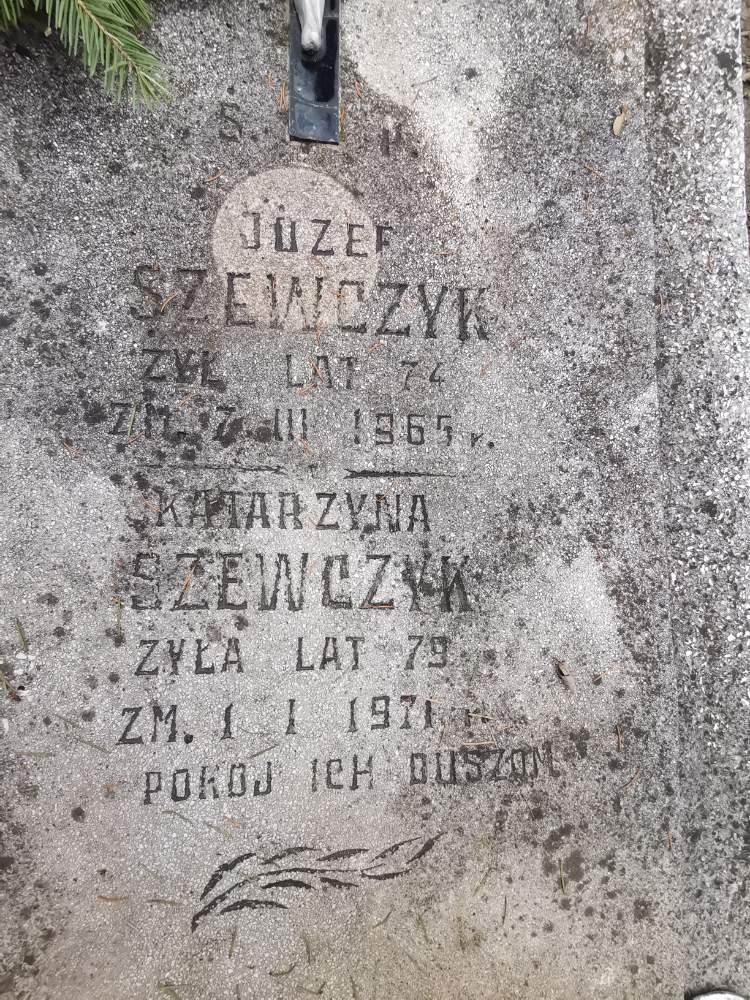 S. P.
JÓZEF
SZEWCZYK
ŻYŁ LAT 74
ZM. 7 III 1965 r.
KATARZYNA
SZEWCZYK
ŻYŁA LAT 79
ZM. 1 I 1971 r.
POKÓJ ICH DUSZOM